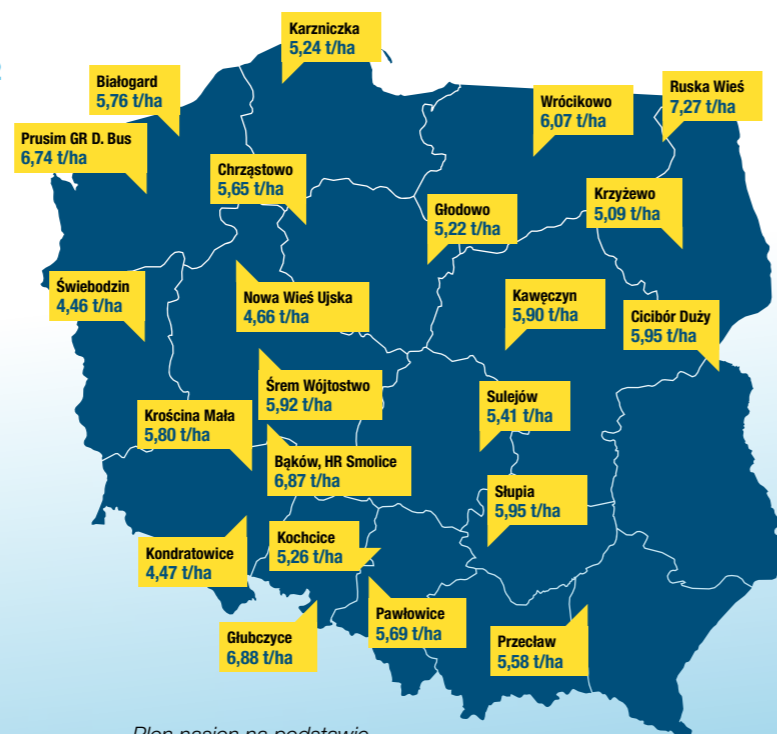 Karzniczka
5,24 t/ha
Białogard
5,76 t/ha
Ruska Wieś
7,27 t/ha
Wrócikowo
6,07 t/ha
Prusim GR D. Bus
6,74 t/ha
Chrząstowo
5,65 t/ha
Krzyżewo
5,09 t/ha
Głodowo
5,22 t/ha
Świebodzin
4,46 t/ha
Nowa Wieś Ujska
4,66 t/ha
Kawęczyn
5,90 t/ha
Cicibór Duży
5,95 t/ha
Śrem Wójtostwo
5,92 t/ha
Sulejów
5,41 t/ha
Krościna Mała
5,80 t/ha
Bąków, HR Smolice
6,87 t/ha
Słupia
5,95 t/ha
Kondratowice
4,47 t/ha
Kochcice
5,26 t/ha
Pawłowice
5,69 t/ha
Głubczyce
6,88 t/ha
Przecław
5,58 t/ha
Plon nasion na podstawie